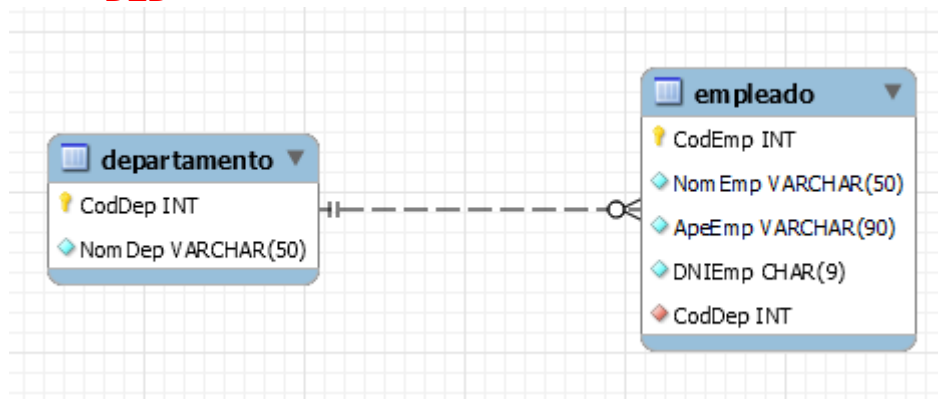 departamento
CodDep INT
NomDep VARCHAR(50)
empleado
CodEmp INT
NomEmp VARCHAR(50)
ApeEmp VARCHAR(90)
DNIEmp CHAR(9)
CodDep INT